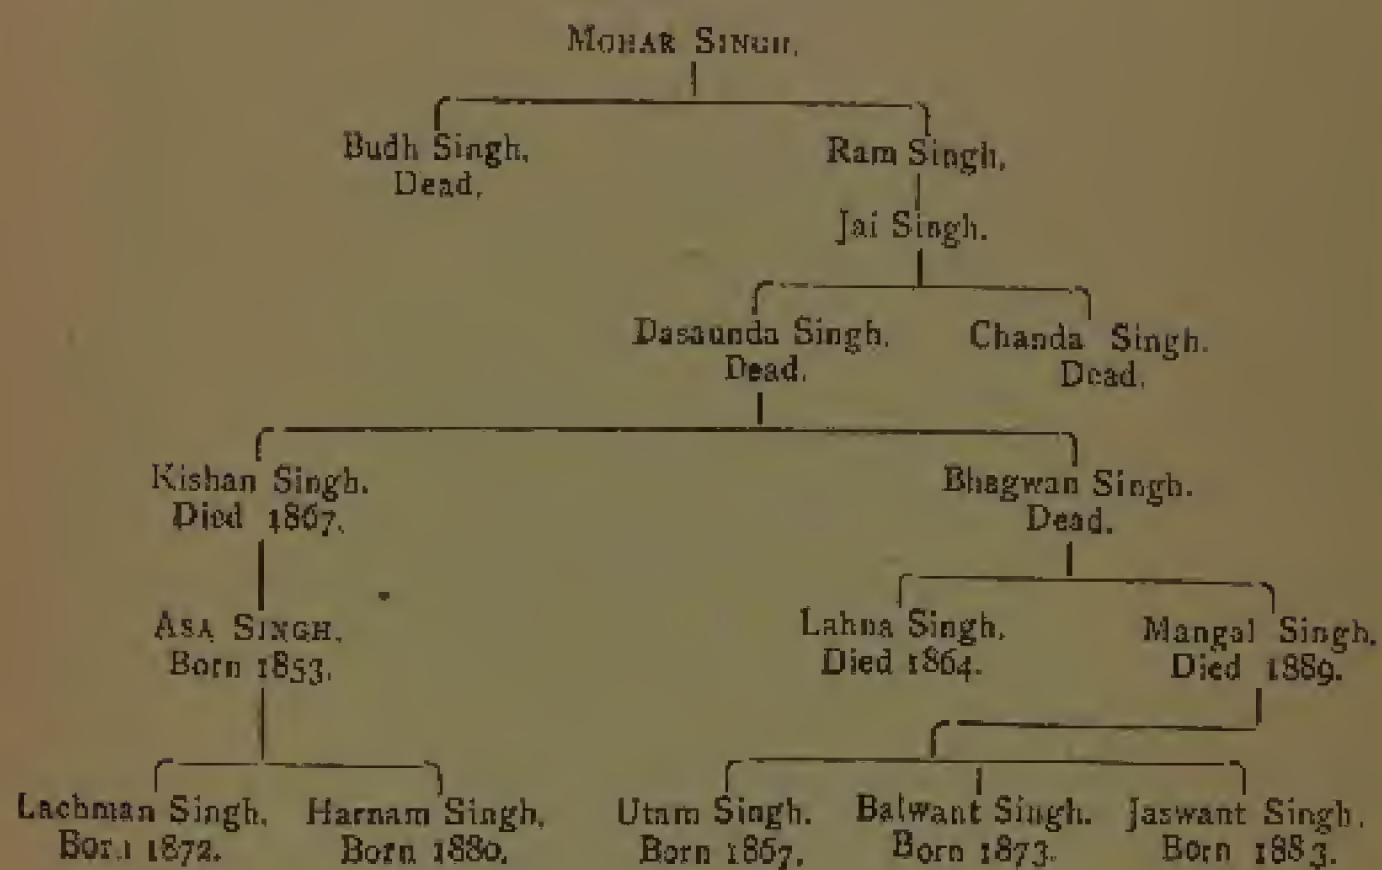 MOHAR SINGH.
Budh Singh. Ram Singh.
Dead.
Jai Singh.
Dasaunda Singh. Chanda Singh.
Dead. Dead.
Kishan Singh. Bhagwan Singh.
Died 1867. Dead.
ASA SINGH. Lahna Singh. Mangal Singh.
Born 1853. Died 1864. Died 1889.
Lachman Singh. Harnam Singh. Utam Singh. Balwant Singh. Jaswant Singh.
Born 1872. Born 1880. Born 1867. Born 1873. Born 1883.